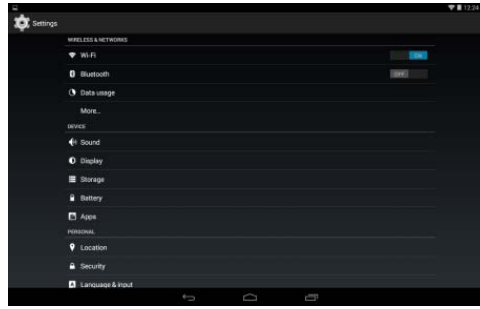 12:24
Settings
WIRELESS & NETWORKS
Wi-Fi
ON
Bluetooth
OFF
Data usage
More...
DEVICE
Sound
Display
Storage
Battery
Apps
PERSONAL
Location
Security
A Language & input